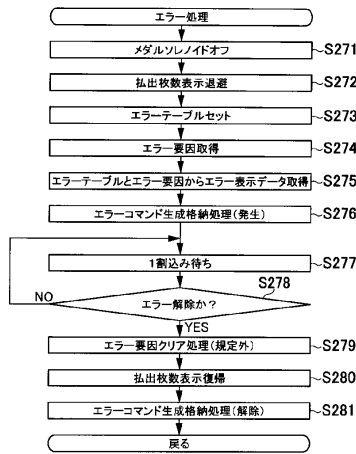 エラー処理
メダルソレノイドオフ
S271
払出枚数表示退避
S272
エラーテーブルセット
S273
エラー要因取得
S274
エラーテーブルとエラー要因からエラー表示データ取得
S275
エラーコマンド生成格納処理(発生)
S276
1割込み待ち
S277
S278
エラー解除か?
NO
YES
エラー要因クリア処理(規定外)
S279
払出枚数表示復帰
S280
エラーコマンド生成格納処理(解除)
S281
戻る